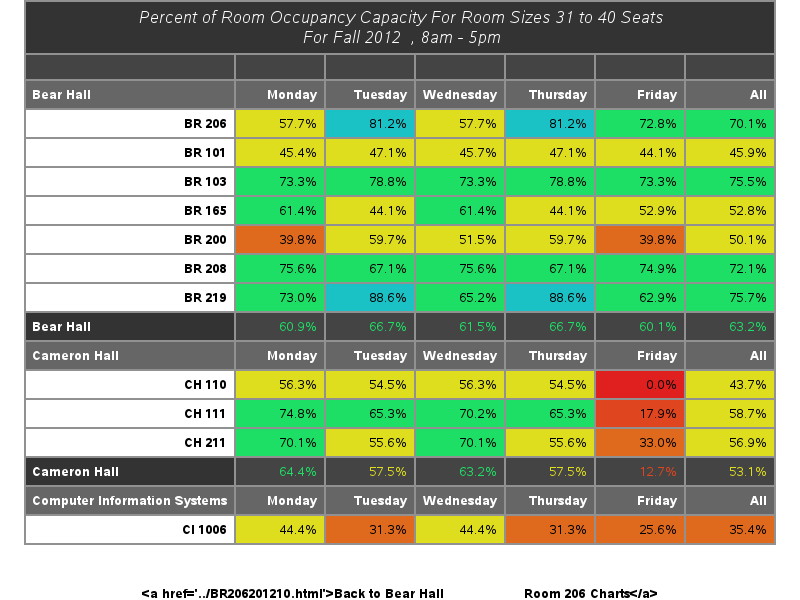 Percent of Room Occupancy Capacity For Room Sizes 31 to 40 Seats
For Fall 2012 , 8am - 5pm
Bear Hall Monday Tuesday Wednesday Thursday Friday All
BR 206 57.7% 81.2% 57.7% 81.2% 72.8% 70.1%
BR 101 45.4% 47.1% 45.7% 47.1% 44.1% 45.9%
BR 103 73.3% 78.8% 73.3% 78.8% 73.3% 75.5%
BR 165 61.4% 44.1% 61.4% 44.1% 52.9% 52.8%
BR 200 39.8% 59.7% 51.5% 59.7% 39.8% 50.1%
BR 208 75.6% 67.1% 75.6% 67.1% 74.9% 72.1%
BR 219 73.0% 88.6% 65.2% 88.6% 62.9% 75.7%
Bear Hall 60.9% 66.7% 61.5% 66.7% 60.1% 63.2%
Cameron Hall Monday Tuesday Wednesday Thursday Friday All
CH 110 56.3% 54.5% 56.3% 54.5% 0.0% 43.7%
CH 111 74.8% 65.3% 70.2% 65.3% 17.9% 58.7%
CH 211 70.1% 55.6% 70.1% 55.6% 33.0% 56.9%
Cameron Hall 64.4% 57.5% 63.2% 57.5% 12.7% 53.1%
Computer Information Systems Monday Tuesday Wednesday Thursday Friday All
CI 1006 44.4% 31.3% 44.4% 31.3% 25.6% 35.4%
<a href='../BR206201210.html'>Back to Bear Hall Room 206 Charts</a>